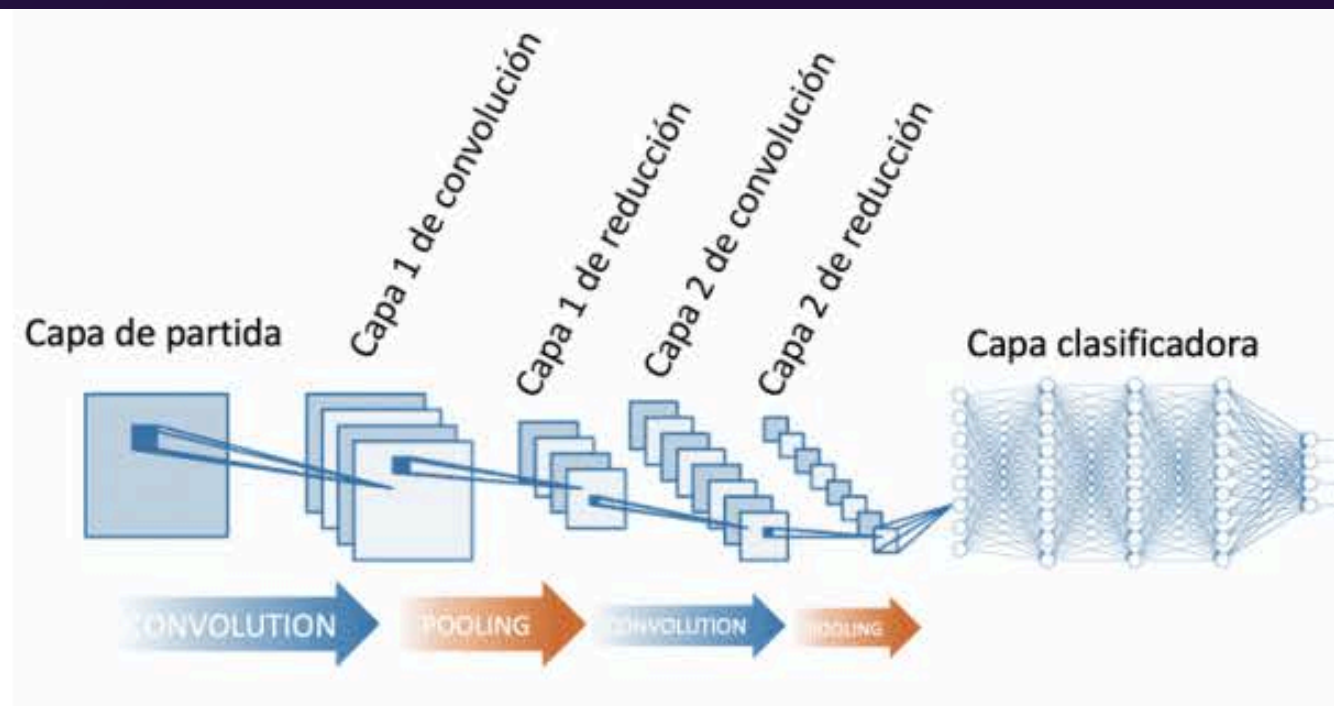 Capa de partida
Capa 1 de convolución
Capa 1 de reducción
Capa 2 de convolución
Capa 2 de reducción
Capa clasificadora
CONVOLUTION
POOLING
CONVOLUTION
POOLING